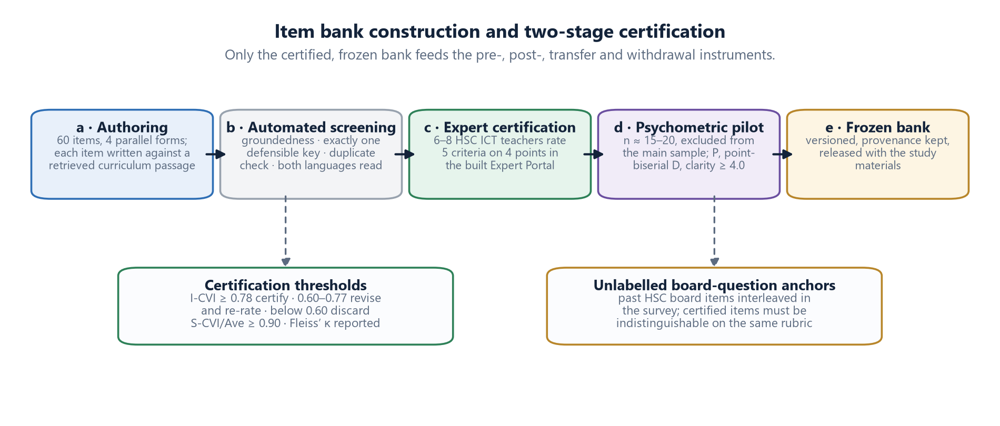 Item bank construction and two-stage certification
Only the certified, frozen bank feeds the pre-, post-, transfer and withdrawal instruments.
a · Authoring
60 items, 4 parallel forms;
each item written against a
retrieved curriculum passage
b · Automated screening
groundedness · exactly one
defensible key · duplicate
check · both languages read
c · Expert certification
6–8 HSC ICT teachers rate
5 criteria on 4 points in
the built Expert Portal
d · Psychometric pilot
n ≈ 15–20, excluded from
the main sample; P, point-
biserial D, clarity ≥ 4.0
e · Frozen bank
versioned, provenance kept,
released with the study
materials
Certification thresholds
I-CVI ≥ 0.78 certify · 0.60–0.77 revise
and re-rate · below 0.60 discard
S-CVI/Ave ≥ 0.90 · Fleiss’ κ reported
Unlabelled board-question anchors
past HSC board items interleaved in
the survey; certified items must be
indistinguishable on the same rubric